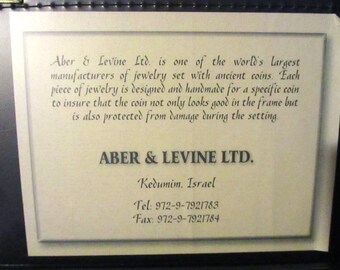 Aber & Levine Ltd. is one of the world's largest
manufacturers of jewelry set with ancient coins. Each
piece of jewelry is designed and handmade for a specific coin
to insure that the coin not only looks good in the frame but
is also protected from damage during the setting.
ABER & LEVINE LTD.
Kedumim, Israel
Tel: 972-9-7921783
Fax: 972-9-7921784